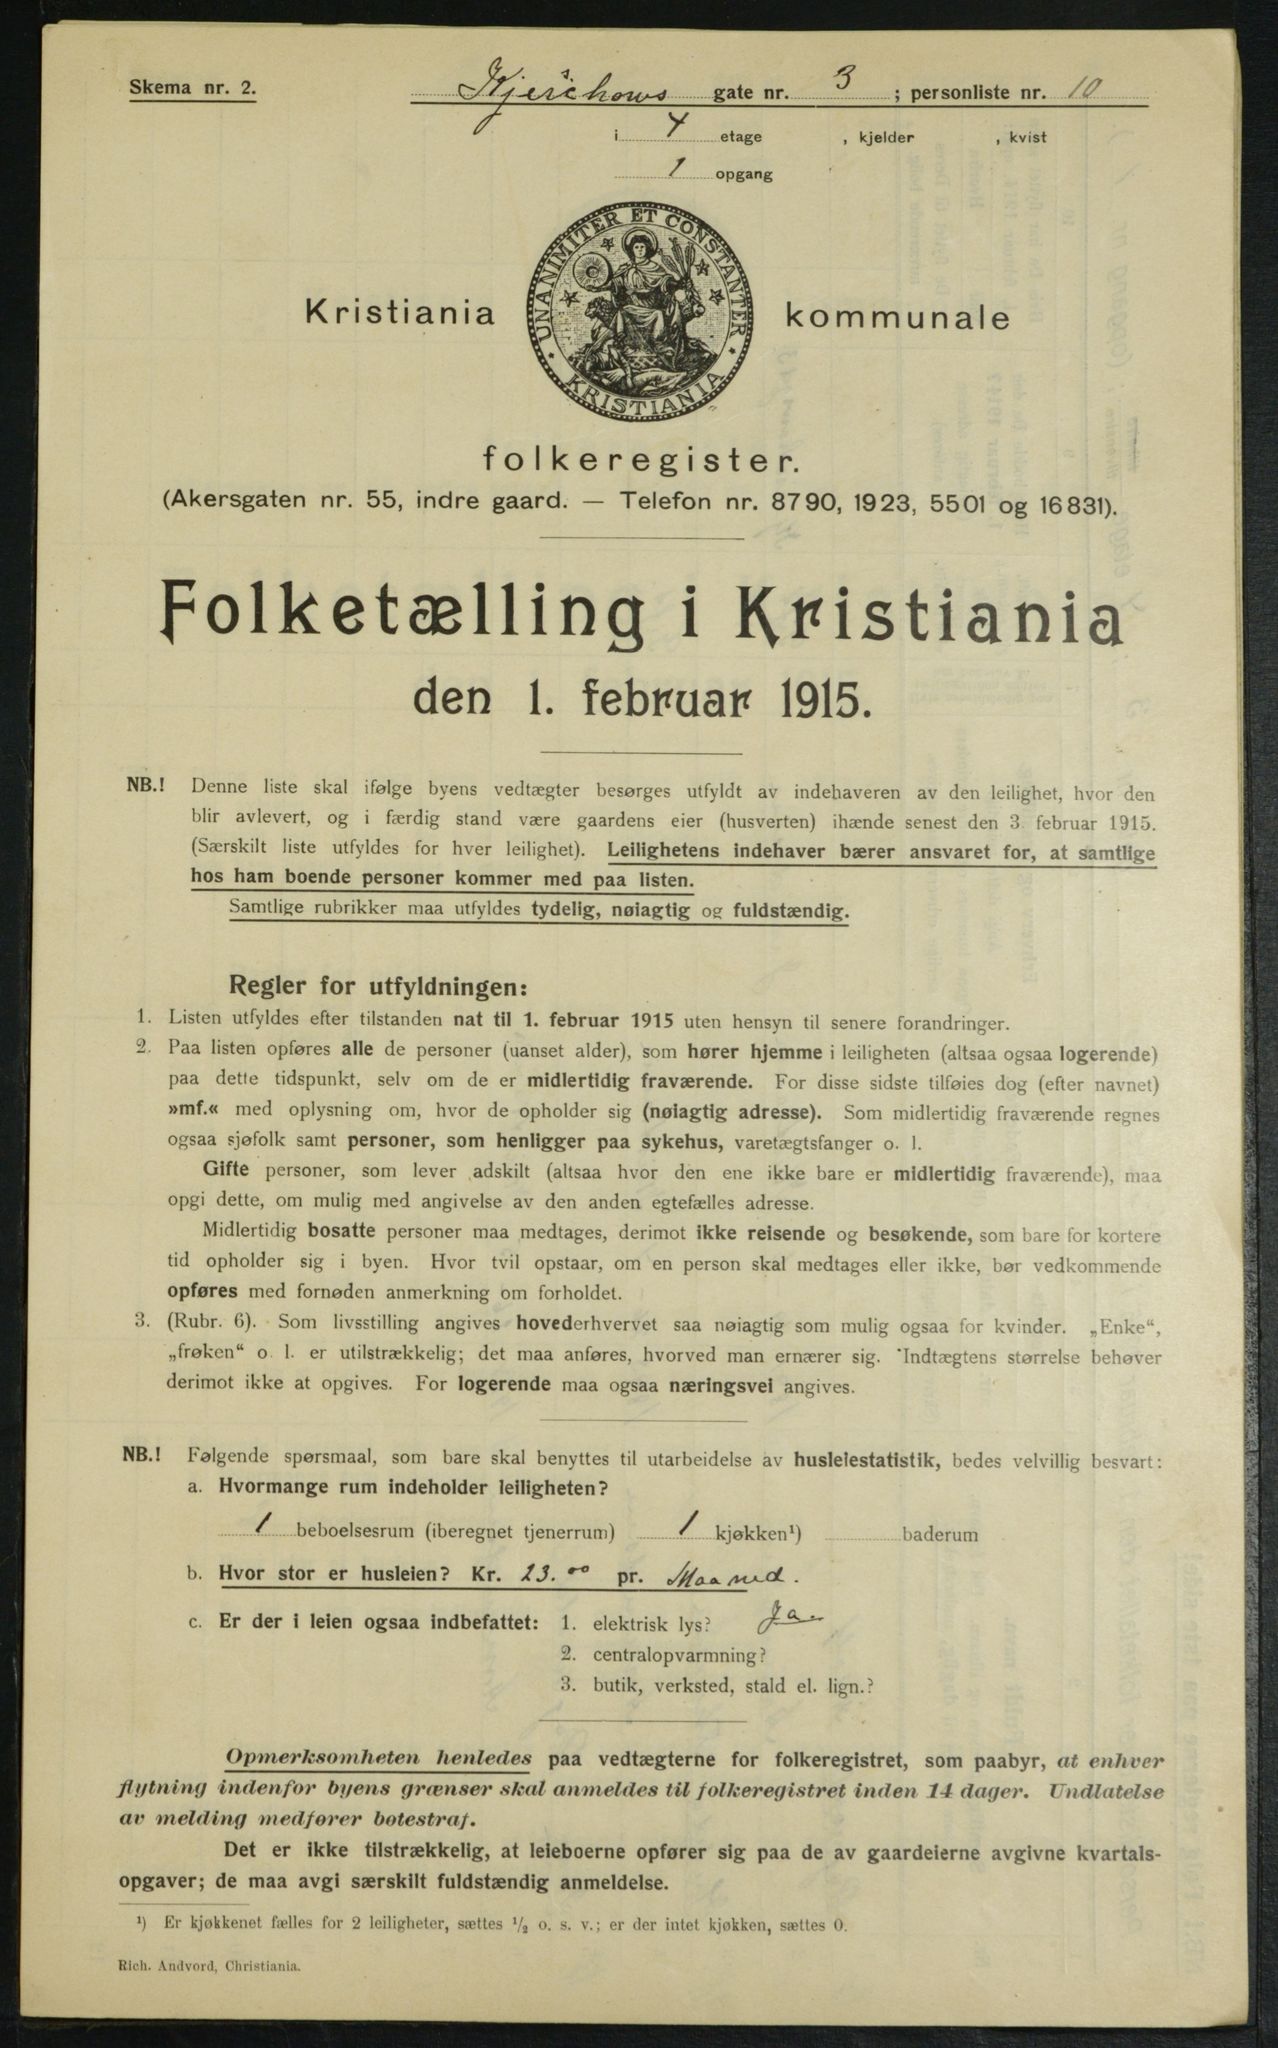 Skema nr. 2.
Kjerschows gate nr. 3 ; personliste nr. 10
i 4 etage , kjelder , kvist
1 opgang
UNANIMITER ET CONSTANTER
KRISTIANIA
Kristiania kommunale
folkeregister.
(Akersgaten nr. 55, indre gaard. — Telefon nr. 8790, 1923, 5501 og 16831).
Folketælling i Kristiania
den 1. februar 1915.
NB.! Denne liste skal ifølge byens vedtægter besørges utfyldt av indehaveren av den leilighet, hvor den
blir avlevert, og i færdig stand være gaardens eier (husverten) ihænde senest den 3. februar 1915.
(Særskilt liste utfyldes for hver leilighet). Leilighetens indehaver bærer ansvaret for, at samtlige
hos ham boende personer kommer med paa listen.
Samtlige rubrikker maa utfyldes tydelig, nøiagtig og fuldstændig.
Regler for utfyldningen:
1. Listen utfyldes efter tilstanden nat til 1. februar 1915 uten hensyn til senere forandringer.
2. Paa listen opføres alle de personer (uanset alder), som hører hjemme i leiligheten (altsaa ogsaa logerende)
paa dette tidspunkt, selv om de er midlertidig fraværende. For disse sidste tilføies dog (efter navnet)
»mf.« med oplysning om, hvor de opholder sig (nøiagtig adresse). Som midlertidig fraværende regnes
ogsaa sjøfolk samt personer, som henligger paa sykehus, varetægtsfanger o. l.
Gifte personer, som lever adskilt (altsaa hvor den ene ikke bare er midlertidig fraværende), maa
opgi dette, om mulig med angivelse av den anden egtefælles adresse.
Midlertidig bosatte personer maa medtages, derimot ikke reisende og besøkende, som bare for kortere
tid opholder sig i byen. Hvor tvil opstaar, om en person skal medtages eller ikke, bør vedkommende
opføres med fornøden anmerkning om forholdet.
3. (Rubr. 6). Som livsstilling angives hovederhvervet saa nøiagtig som mulig ogsaa for kvinder. „Enke“,
„frøken“ o. l. er utilstrækkelig; det maa anføres, hvorved man ernærer sig. Indtægtens størrelse behøver
derimot ikke at opgives. For logerende maa ogsaa næringsvei angives.
NB.! Følgende spørsmaal, som bare skal benyttes til utarbeidelse av husleiestatistik, bedes velvillig besvart:
a. Hvormange rum indeholder leiligheten?
1 beboelsesrum (iberegnet tjenerrum) 1 kjøkken¹) baderum
b. Hvor stor er husleien? Kr. 23.00 pr. Maaned.
c. Er der i leien ogsaa indbefattet: 1. elektrisk lys? Ja.
2. centralopvarmning?
3. butik, verksted, stald el. lign.?
Opmerksomheten henledes paa vedtægterne for folkeregistret, som paabyr, at enhver
flytning indenfor byens grænser skal anmeldes til folkeregistret inden 14 dager. Undlatelse
av melding medfører bøtestraf.
Det er ikke tilstrækkelig, at leieboerne opfører sig paa de av gaardeierne avgivne kvartals-
opgaver; de maa avgi særskilt fuldstændig anmeldelse.
¹) Er kjøkkenet fælles for 2 leiligheter, sættes ½ o. s. v.; er der intet kjøkken, sættes 0.
Rich. Andvord, Christiania.